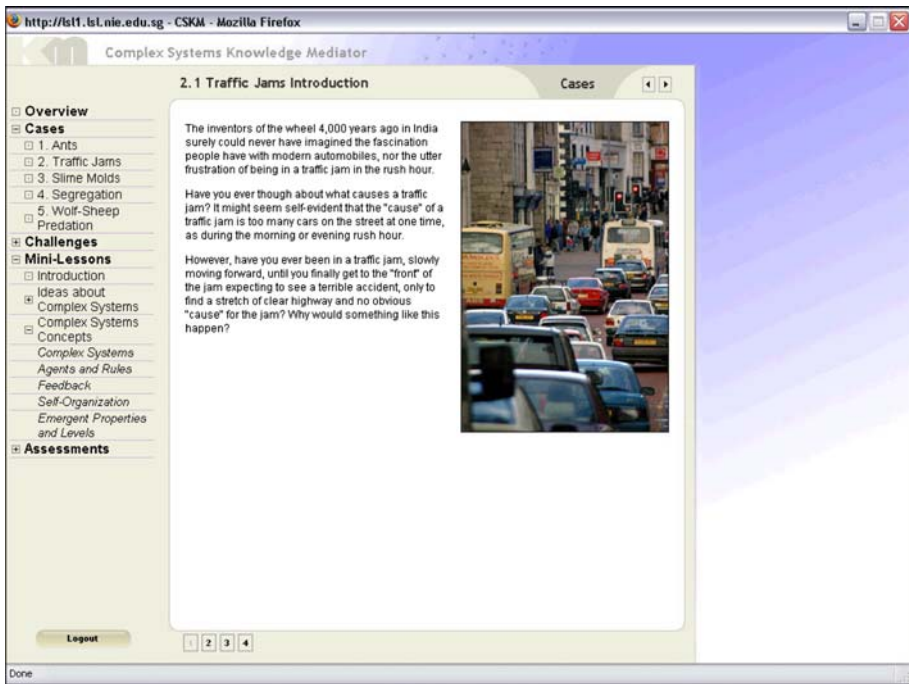 http://lsl1.lsl.nie.edu.sg - CSKM - Mozilla Firefox
km
Complex Systems Knowledge Mediator
2.1 Traffic Jams Introduction
Cases
Overview
Cases
1. Ants
2. Traffic Jams
3. Slime Molds
4. Segregation
5. Wolf-Sheep
Predation
Challenges
Mini-Lessons
Introduction
Ideas about
Complex Systems
Complex Systems
Concepts
Complex Systems
Agents and Rules
Feedback
Self-Organization
Emergent Properties
and Levels
Assessments
The inventors of the wheel 4,000 years ago in India
surely could never have imagined the fascination
people have with modern automobiles, nor the utter
frustration of being in a traffic jam in the rush hour.
Have you ever though about what causes a traffic
jam? It might seem self-evident that the "cause" of a
traffic jam is too many cars on the street at one time,
as during the morning or evening rush hour.
However, have you ever been in a traffic jam, slowly
moving forward, until you finally get to the "front" of
the jam expecting to see a terrible accident, only to
find a stretch of clear highway and no obvious
"cause" for the jam? Why would something like this
happen?
Logout
1 2 3 4
Done